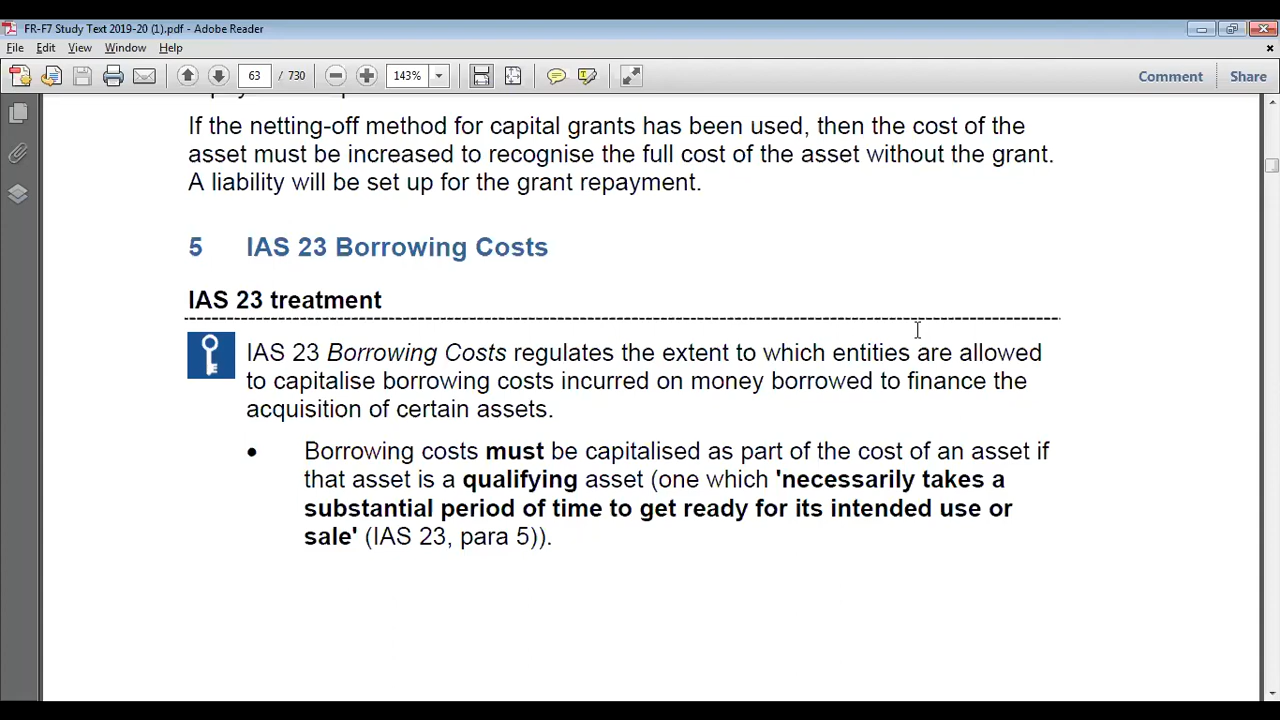 FR-F7 Study Text 2019-20 (1).pdf - Adobe Reader
File Edit View Window Help
63 / 730 143% Comment Share
If the netting-off method for capital grants has been used, then the cost of the
asset must be increased to recognise the full cost of the asset without the grant.
A liability will be set up for the grant repayment.
5 IAS 23 Borrowing Costs
IAS 23 treatment
IAS 23 Borrowing Costs regulates the extent to which entities are allowed
to capitalise borrowing costs incurred on money borrowed to finance the
acquisition of certain assets.
• Borrowing costs must be capitalised as part of the cost of an asset if
that asset is a qualifying asset (one which 'necessarily takes a
substantial period of time to get ready for its intended use or
sale' (IAS 23, para 5)).